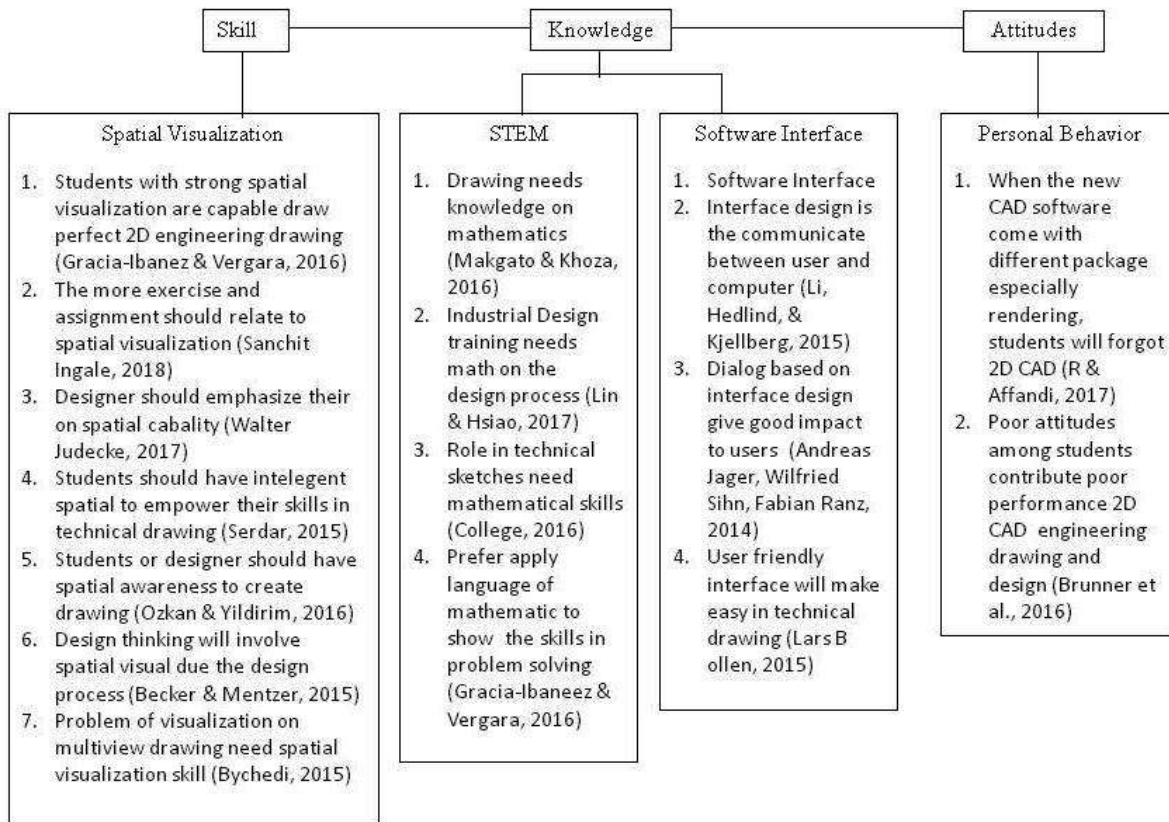 Skill
Knowledge
Attitudes
Spatial Visualization
1. Students with strong spatial
visualization are capable draw
perfect 2D engineering drawing
(Gracia-Ibanez & Vergara, 2016)
2. The more exercise and
assignment should relate to
spatial visualization (Sanchit
Ingale, 2018)
3. Designer should emphasize their
on spatial cabality (Walter
Judecke, 2017)
4. Students should have intelegent
spatial to empower their skills in
technical drawing (Serdar, 2015)
5. Students or designer should have
spatial awareness to create
drawing (Ozkan & Yildirim, 2016)
6. Design thinking will involve
spatial visual due the design
process (Becker & Mentzer, 2015)
7. Problem of visualization on
multiview drawing need spatial
visualization skill (Bychedi, 2015)
STEM
1. Drawing needs
knowledge on
mathematics
(Makgato & Khoza,
2016)
2. Industrial Design
training needs
math on the
design process (Lin
& Hsiao, 2017)
3. Role in technical
sketches need
mathematical skills
(College, 2016)
4. Prefer apply
language of
mathematic to
show the skills in
problem solving
(Gracia-Ibaneez &
Vergara, 2016)
Software Interface
1. Software Interface
2. Interface design is
the communicate
between user and
computer (Li,
Hedlind, &
Kjellberg, 2015)
3. Dialog based on
interface design
give good impact
to users (Andreas
Jager, Wilfried
Sihn, Fabian Ranz,
2014)
4. User friendly
interface will make
easy in technical
drawing (Lars B
ollen, 2015)
Personal Behavior
1. When the new
CAD software
come with
different package
especially
rendering,
students will forgot
2D CAD (R &
Affandi, 2017)
2. Poor attitudes
among students
contribute poor
performance 2D
CAD engineering
drawing and
design (Brunner et
al., 2016)